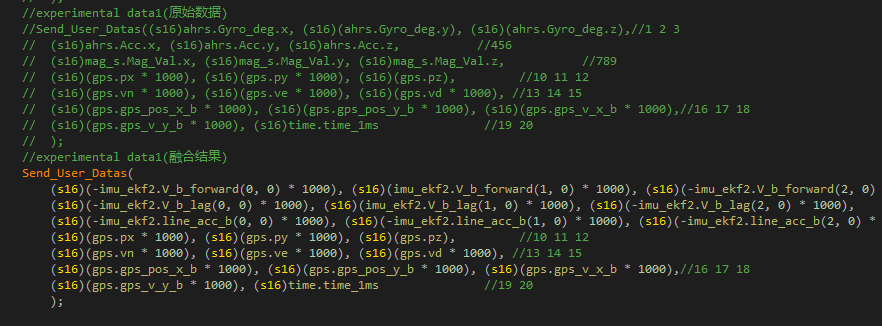 //experimental data1(原始数据)
//Send_User_Datas((s16)ahrs.Gyro_deg.x, (s16)(ahrs.Gyro_deg.y), (s16)(ahrs.Gyro_deg.z),//1 2 3
//  (s16)ahrs.Acc.x, (s16)ahrs.Acc.y, (s16)ahrs.Acc.z,          //456
//  (s16)mag_s.Mag_Val.x, (s16)mag_s.Mag_Val.y, (s16)mag_s.Mag_Val.z,          //789
//  (s16)(gps.px * 1000), (s16)(gps.py * 1000), (s16)(gps.pz),        //10 11 12
//  (s16)(gps.vn * 1000), (s16)(gps.ve * 1000), (s16)(gps.vd * 1000), //13 14 15
//  (s16)(gps.gps_pos_x_b * 1000), (s16)(gps.gps_pos_y_b * 1000), (s16)(gps.gps_v_x_b * 1000),//16 17 18
//  (s16)(gps.gps_v_y_b * 1000), (s16)time.time_1ms             //19 20
//  );
//experimental data1(融合结果)
Send_User_Datas(
(s16)(-imu_ekf2.V_b_forward(0, 0) * 1000), (s16)(imu_ekf2.V_b_forward(1, 0) * 1000), (s16)(-imu_ekf2.V_b_forward(2, 0)
(s16)(-imu_ekf2.V_b_lag(0, 0) * 1000), (s16)(imu_ekf2.V_b_lag(1, 0) * 1000), (s16)(-imu_ekf2.V_b_lag(2, 0) * 1000),
(s16)(-imu_ekf2.line_acc_b(0, 0) * 1000), (s16)(-imu_ekf2.line_acc_b(1, 0) * 1000), (s16)(-imu_ekf2.line_acc_b(2, 0) *
(s16)(gps.px * 1000), (s16)(gps.py * 1000), (s16)(gps.pz),        //10 11 12
(s16)(gps.vn * 1000), (s16)(gps.ve * 1000), (s16)(gps.vd * 1000), //13 14 15
(s16)(gps.gps_pos_x_b * 1000), (s16)(gps.gps_pos_y_b * 1000), (s16)(gps.gps_v_x_b * 1000),//16 17 18
(s16)(gps.gps_v_y_b * 1000), (s16)time.time_1ms             //19 20
);